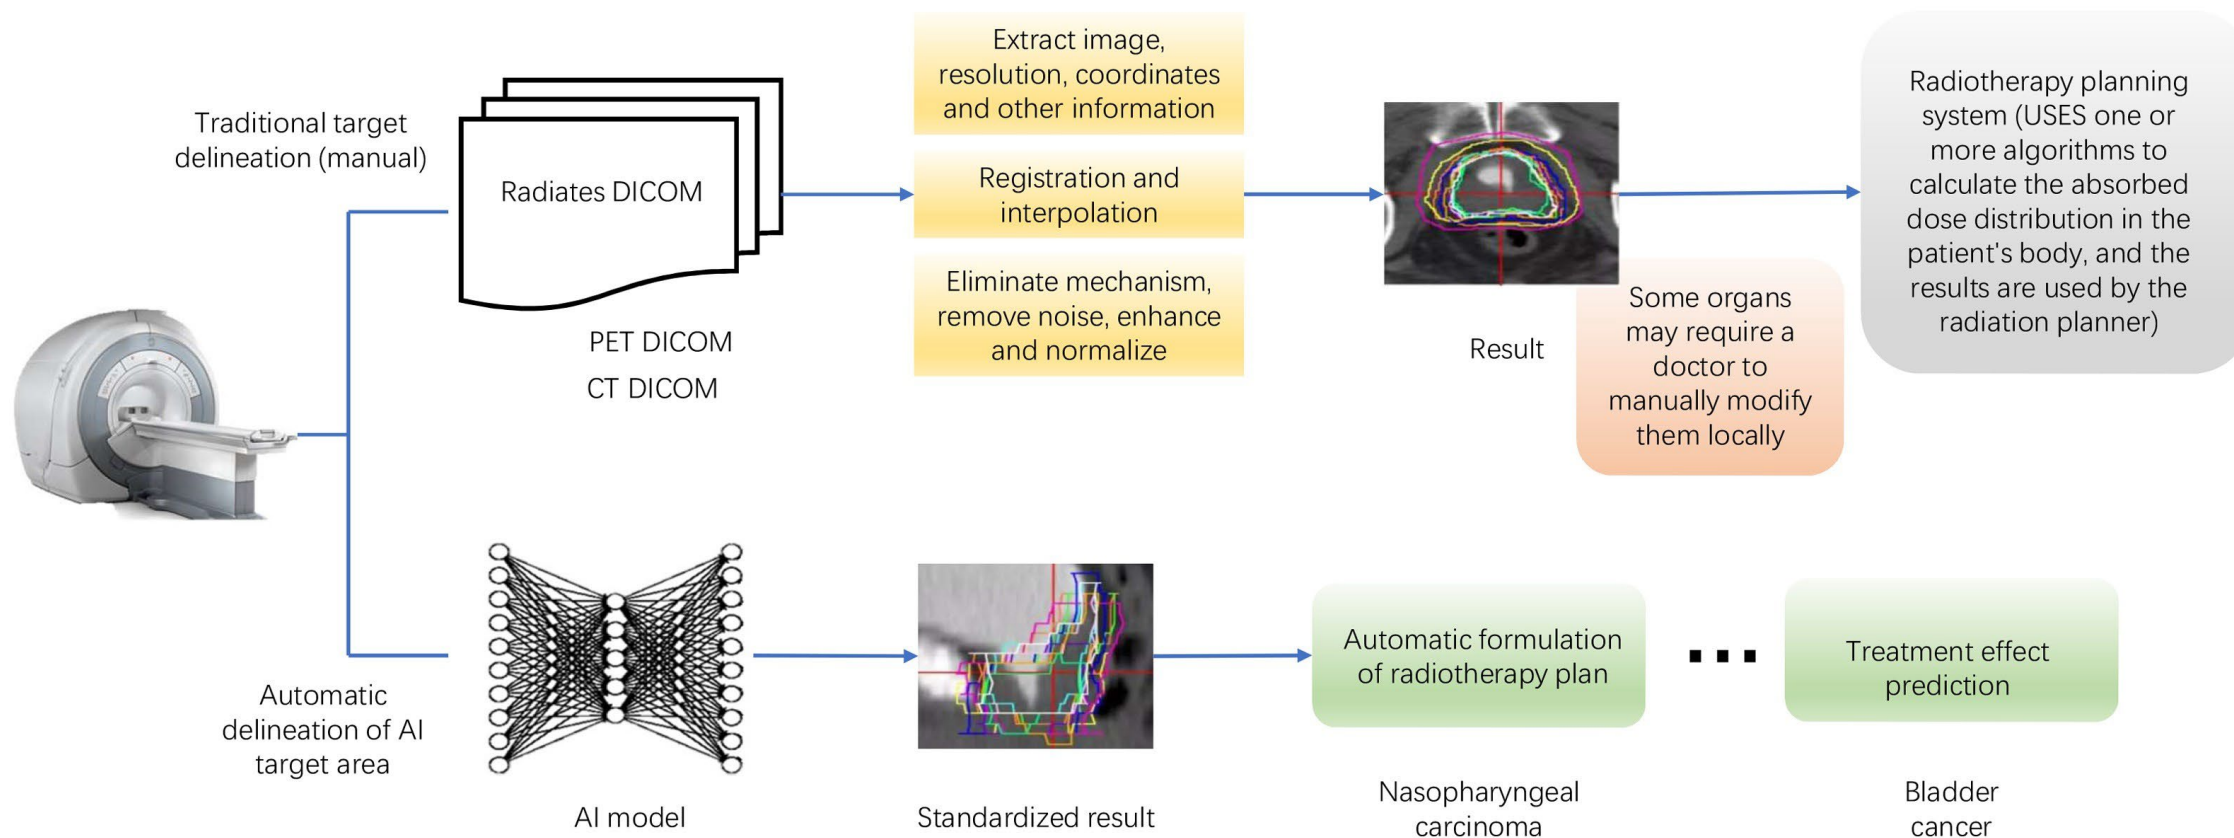 Traditional target
delineation (manual)
Radiates DICOM
PET DICOM
CT DICOM
Extract image,
resolution, coordinates
and other information
Registration and
interpolation
Eliminate mechanism,
remove noise, enhance
and normalize
Result
Some organs
may require a
doctor to
manually modify
them locally
Radiotherapy planning
system (USES one or
more algorithms to
calculate the absorbed
dose distribution in the
patient's body, and the
results are used by the
radiation planner)
Automatic
delineation of AI
target area
AI model
Standardized result
Automatic formulation
of radiotherapy plan
Nasopharyngeal
carcinoma
...
Treatment effect
prediction
Bladder
cancer